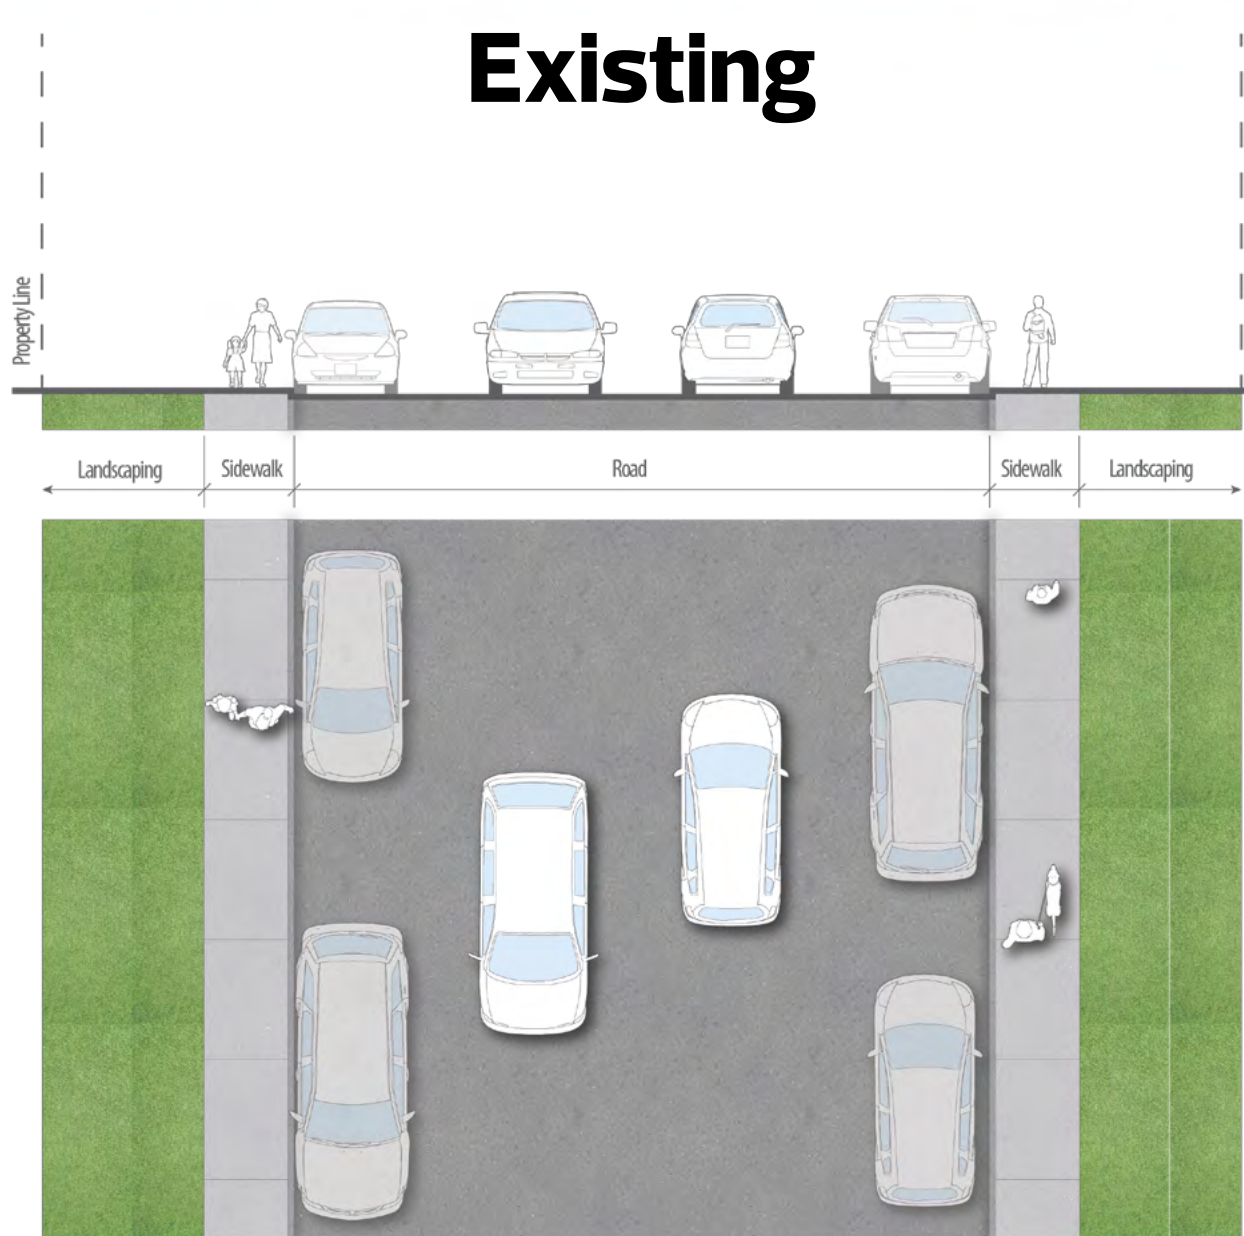 Existing
Property Line
Landscaping
Sidewalk
Road
Sidewalk
Landscaping